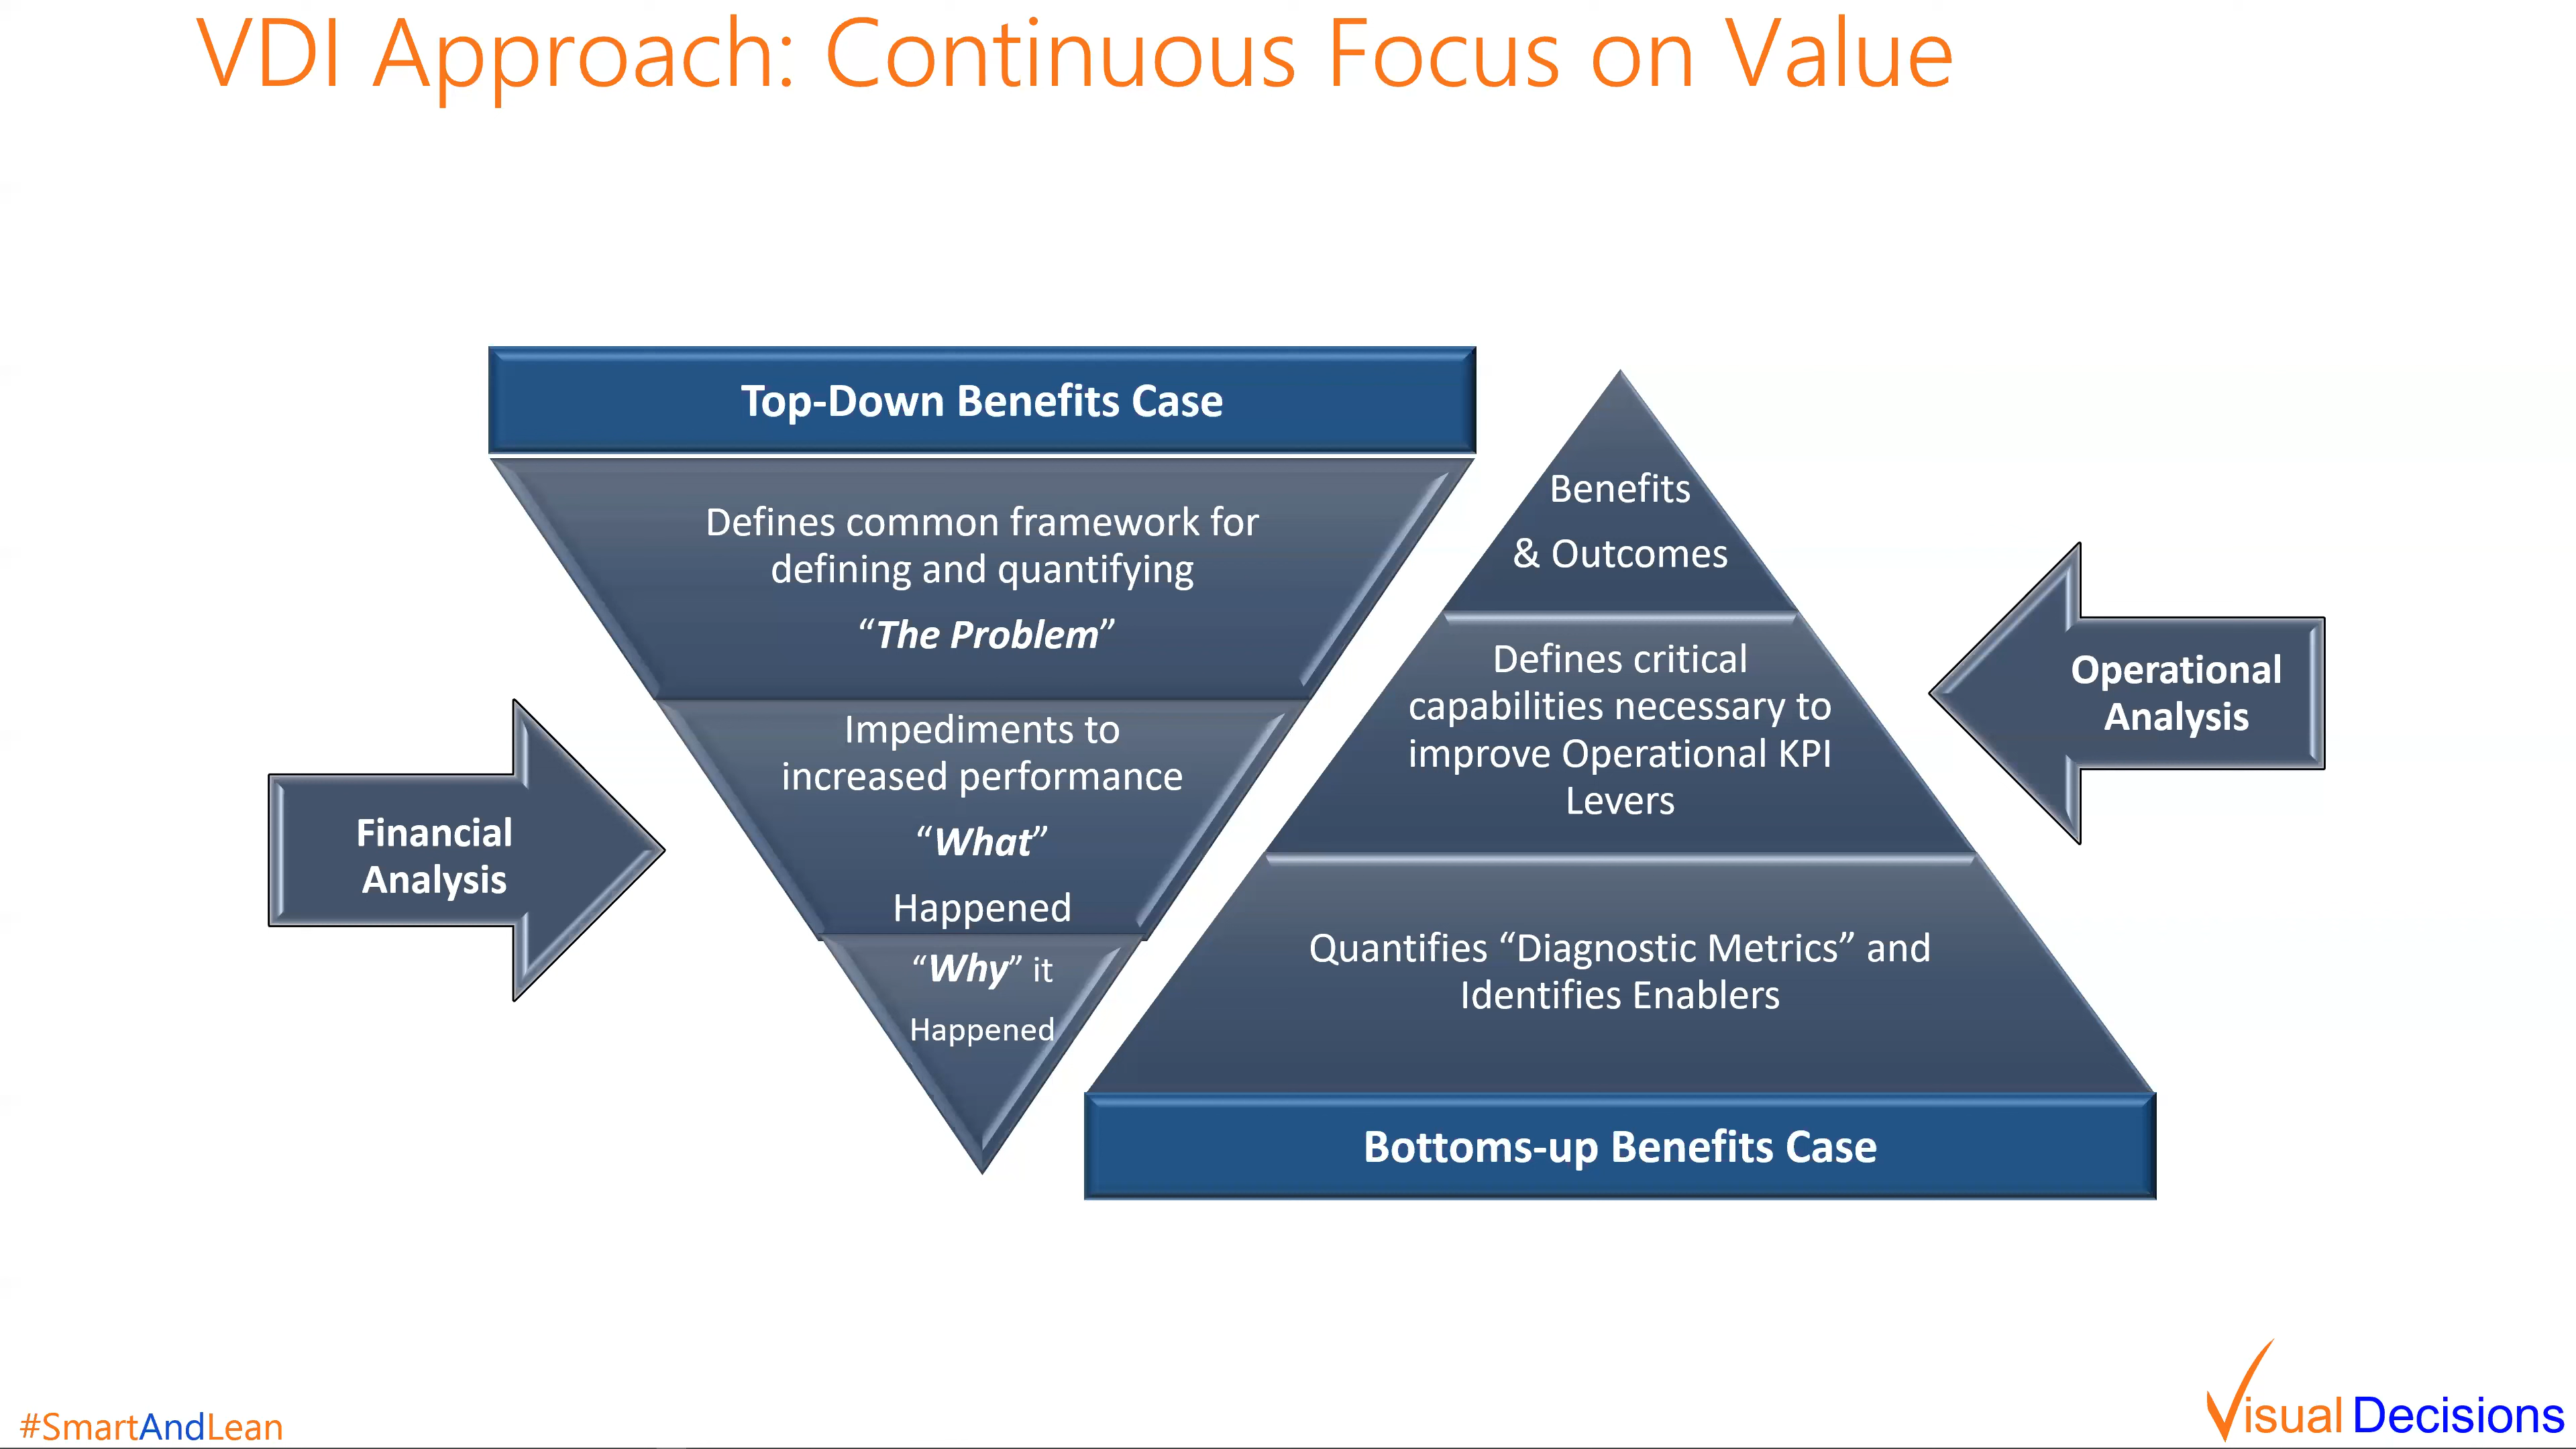 VDI Approach: Continuous Focus on Value
Top-Down Benefits Case
Defines common framework for
defining and quantifying
“The Problem”
Impediments to
increased performance
“What”
Happened
“Why” it
Happened
Financial
Analysis
Benefits
& Outcomes
Defines critical
capabilities necessary to
improve Operational KPI
Levers
Quantifies “Diagnostic Metrics” and
Identifies Enablers
Bottoms-up Benefits Case
Operational
Analysis
#SmartAndLean
Visual Decisions